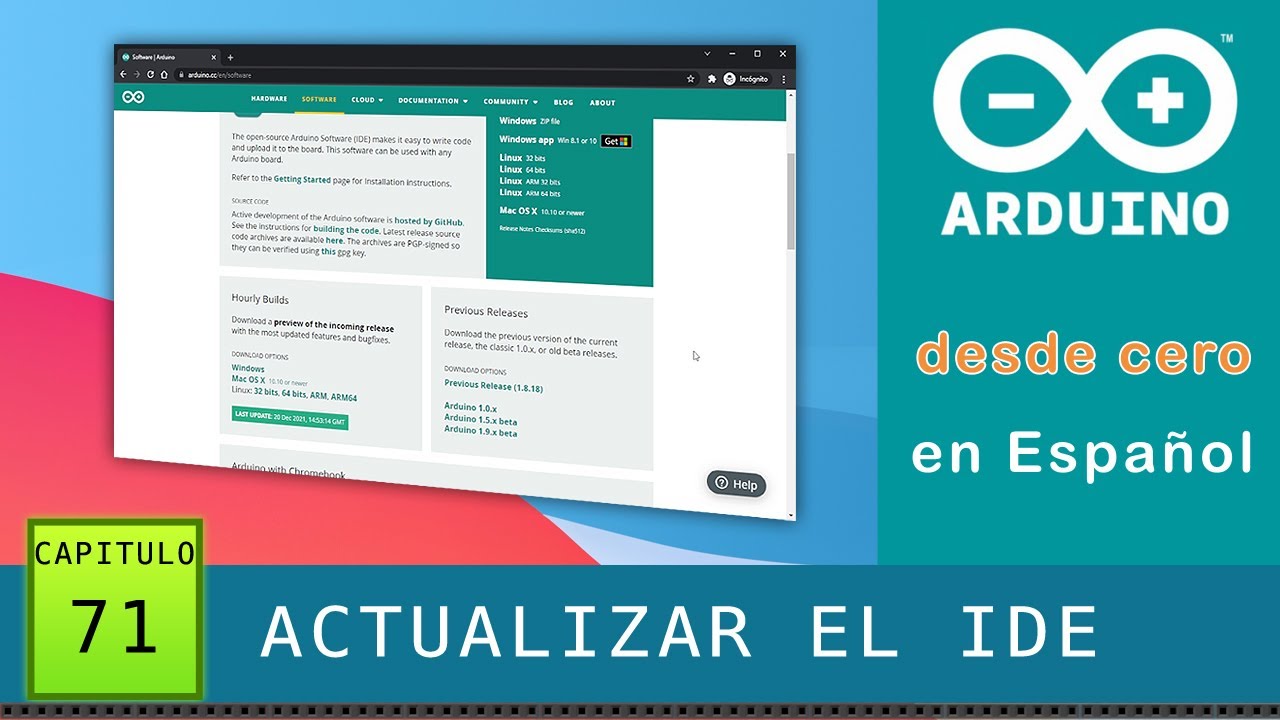 Software | Arduino
arduino.cc/en/software
Incógnito
HARDWARE SOFTWARE CLOUD DOCUMENTATION COMMUNITY BLOG ABOUT
The open-source Arduino Software (IDE) makes it easy to write code
and upload it to the board. This software can be used with any
Arduino board.
Refer to the Getting Started page for Installation instructions.
SOURCE CODE
Active development of the Arduino software is hosted by GitHub.
See the instructions for building the code. Latest release source
code archives are available here. The archives are PGP-signed so
they can be verified using this gpg key.
Windows ZIP file
Windows app Win 8.1 or 10 Get
Linux 32 bits
Linux 64 bits
Linux ARM 32 bits
Linux ARM 64 bits
Mac OS X 10.10 or newer
Release Notes Checksums (sha512)
Hourly Builds
Download a preview of the incoming release
with the most updated features and bugfixes.
DOWNLOAD OPTIONS
Windows
Mac OS X 10.10 or newer
Linux: 32 bits, 64 bits, ARM, ARM64
LAST UPDATE: 20 Dec 2021, 14:53:14 GMT
Previous Releases
Download the previous version of the current
release, the classic 1.0.x, or old beta releases.
DOWNLOAD OPTIONS
Previous Release (1.8.18)
Arduino 1.0.x
Arduino 1.5.x beta
Arduino 1.9.x beta
Arduino with Chromebook
Help
TM
ARDUINO
desde cero
en Español
CAPITULO
71
ACTUALIZAR EL IDE